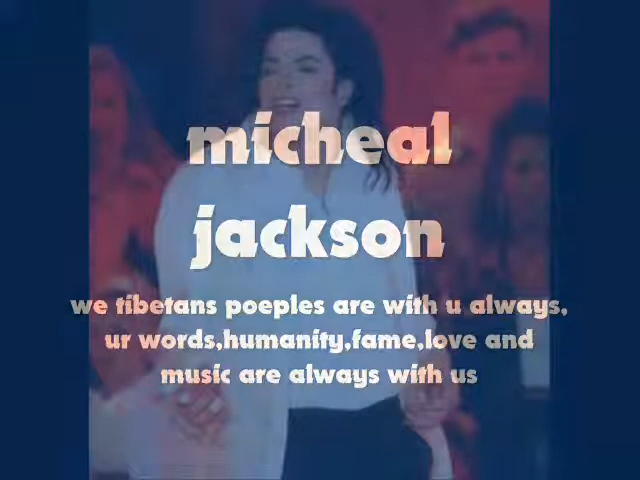 micheal
jackson
we tibetans poeples are with u always,
ur words,humanity,fame,love and
music are always with us